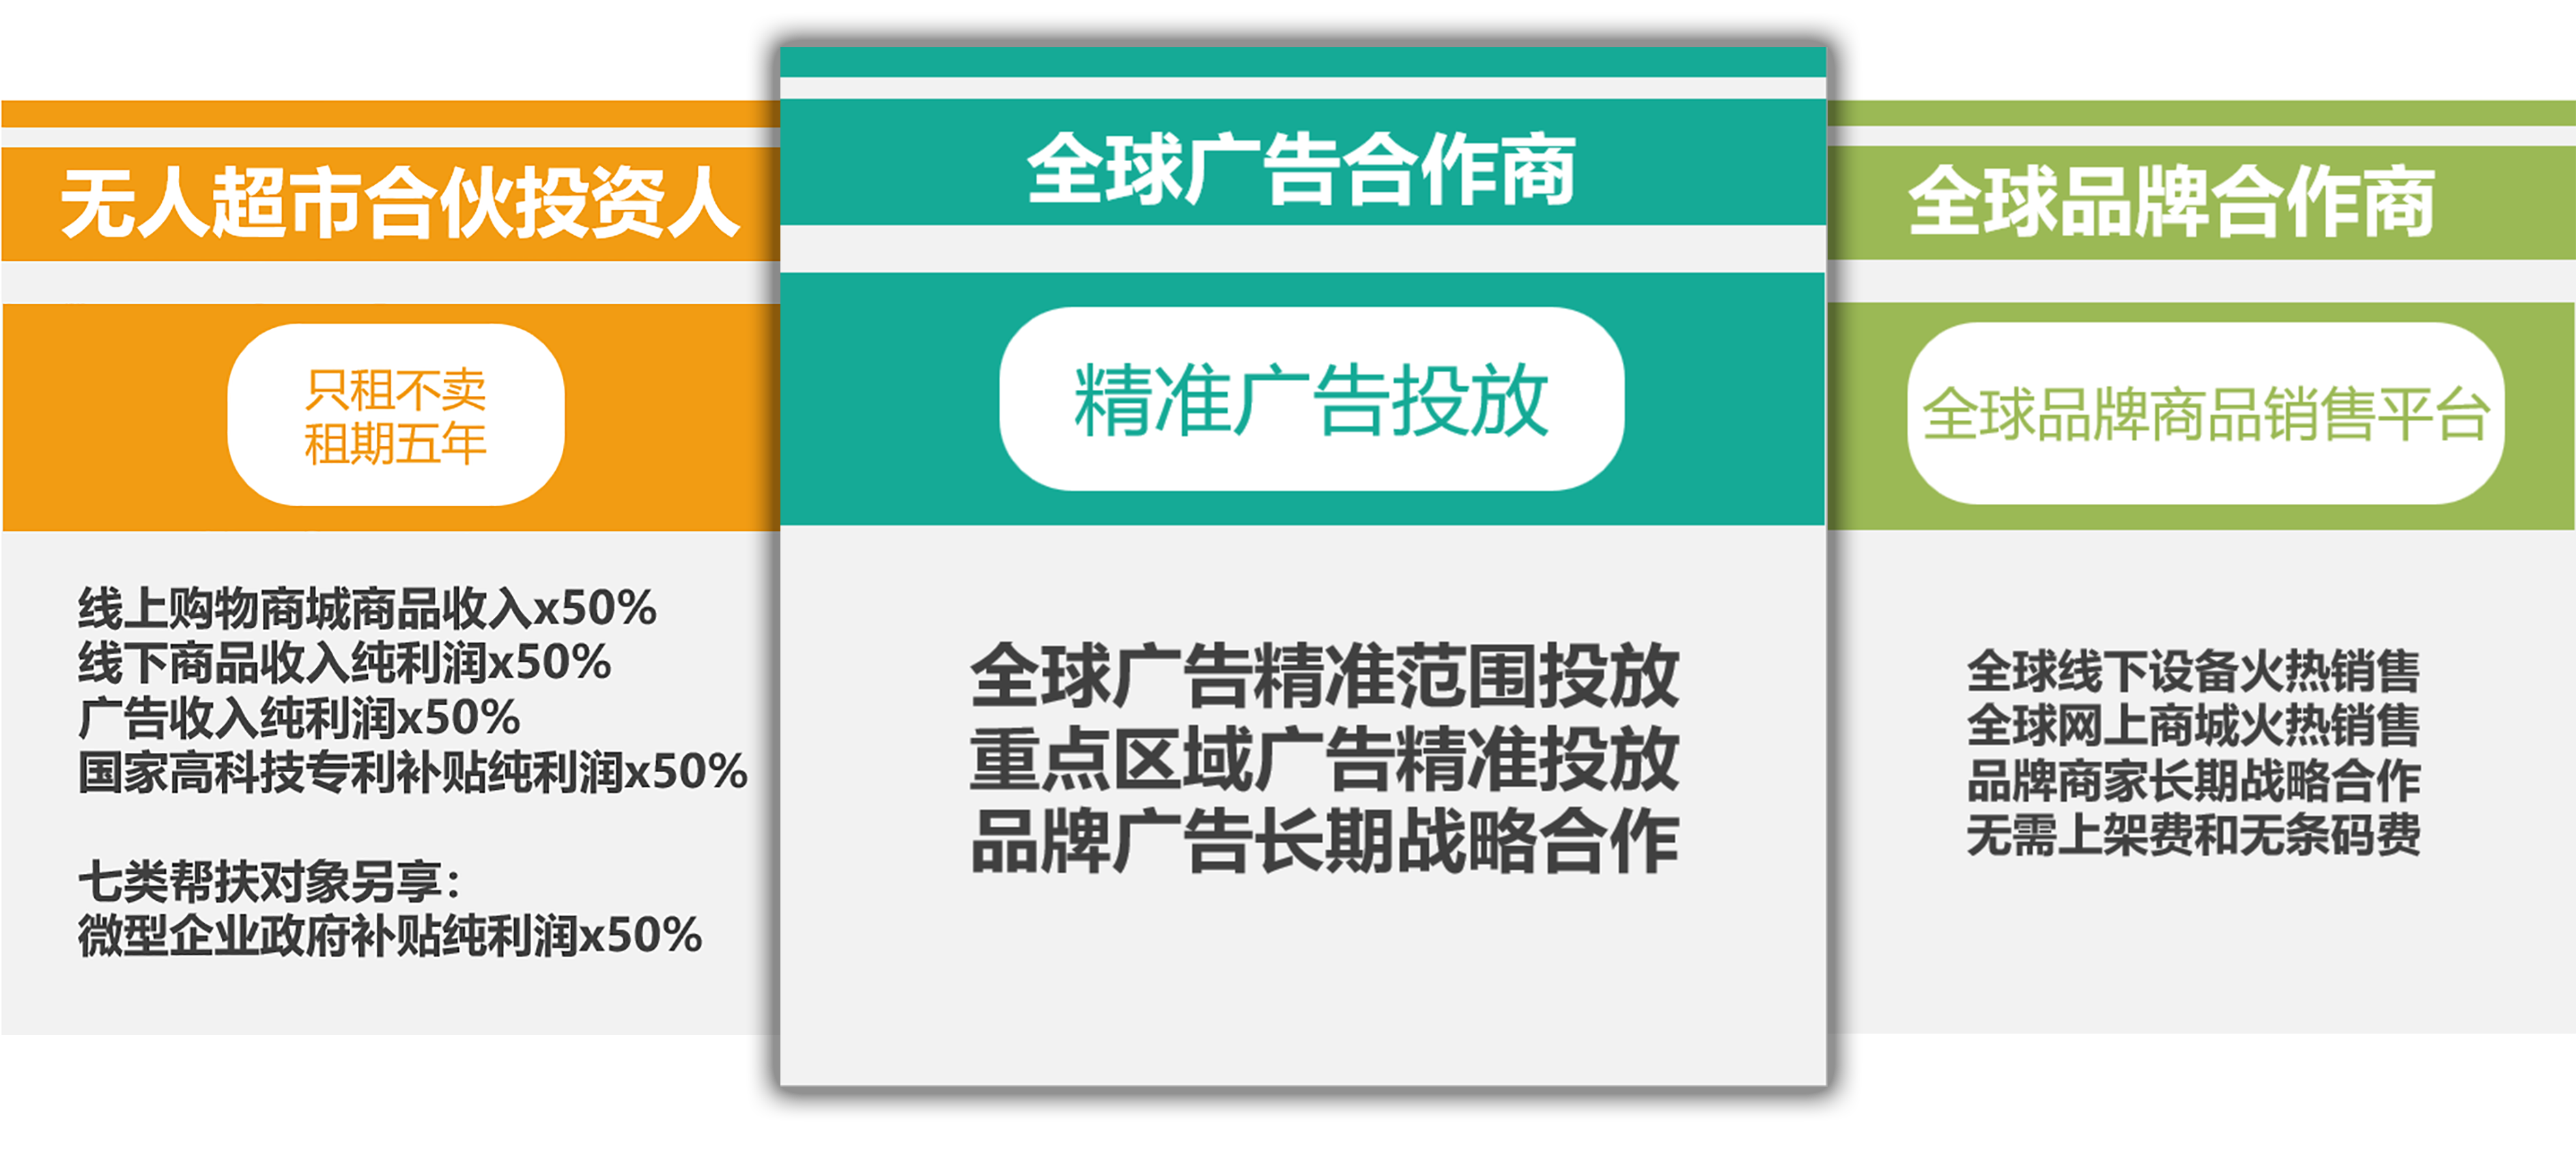 无人超市合伙投资人
只租不卖
租期五年
线上购物商城商品收入x50%
线下商品收入纯利润x50%
广告收入纯利润x50%
国家高科技专利补贴纯利润x50%
七类帮扶对象另享：
微型企业政府补贴纯利润x50%
全球广告合作商
精准广告投放
全球广告精准范围投放
重点区域广告精准投放
品牌广告长期战略合作
全球品牌合作商
全球品牌商品销售平台
全球线下设备火热销售
全球网上商城火热销售
品牌商家长期战略合作
无需上架费和无条码费